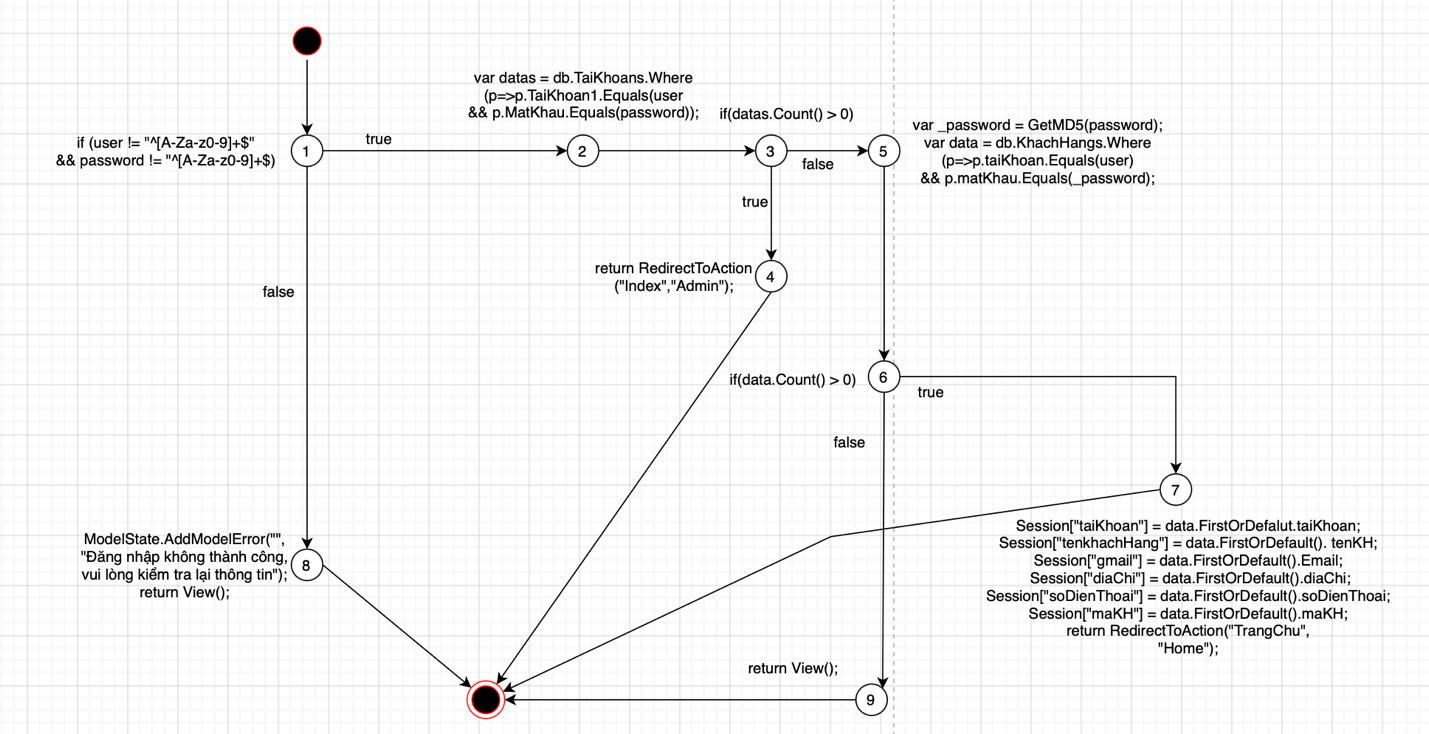 var datas = db.TaiKhoans.Where
(p=>p.TaiKhoan1.Equals(user
&& p.MatKhau.Equals(password));
if(datas.Count() > 0)
if (user != "^[A-Za-z0-9]+$"
&& password != "^[A-Za-z0-9]+$)
1
true
2
3
false
5
var _password = GetMD5(password);
var data = db.KhachHangs.Where
(p=>p.taiKhoan.Equals(user)
&& p.matKhau.Equals(_password);
true
return RedirectToAction
("Index","Admin");
4
false
if(data.Count() > 0)
6
true
false
7
Session["taiKhoan"] = data.FirstOrDefalut.taiKhoan;
Session["tenkhachHang"] = data.FirstOrDefault(). tenKH;
Session["gmail"] = data.FirstOrDefault().Email;
Session["diaChi"] = data.FirstOrDefault().diaChi;
Session["soDienThoai"] = data.FirstOrDefault().soDienThoai;
Session["maKH"] = data.FirstOrDefault().maKH;
return RedirectToAction("TrangChu",
"Home");
ModelState.AddModelError("",
"Đăng nhập không thành công,
vui lòng kiểm tra lại thông tin");
return View();
8
return View();
9